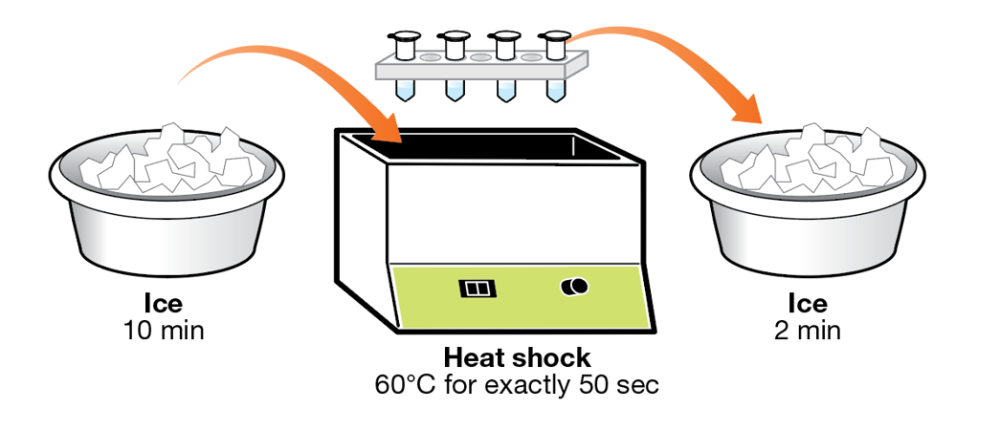 Ice
10 min
Heat shock
60°C for exactly 50 sec
Ice
2 min